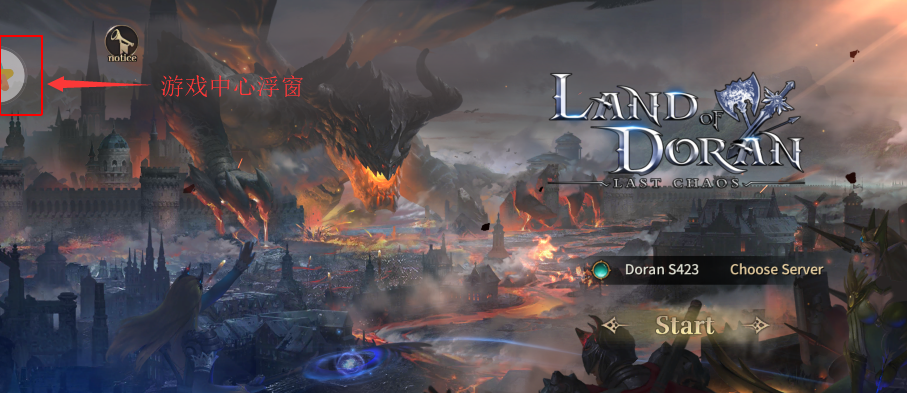 notice
游戏中心浮窗
LAND
OF
DORAN
LAST CHAOS
Doran S423 Choose Server
Start